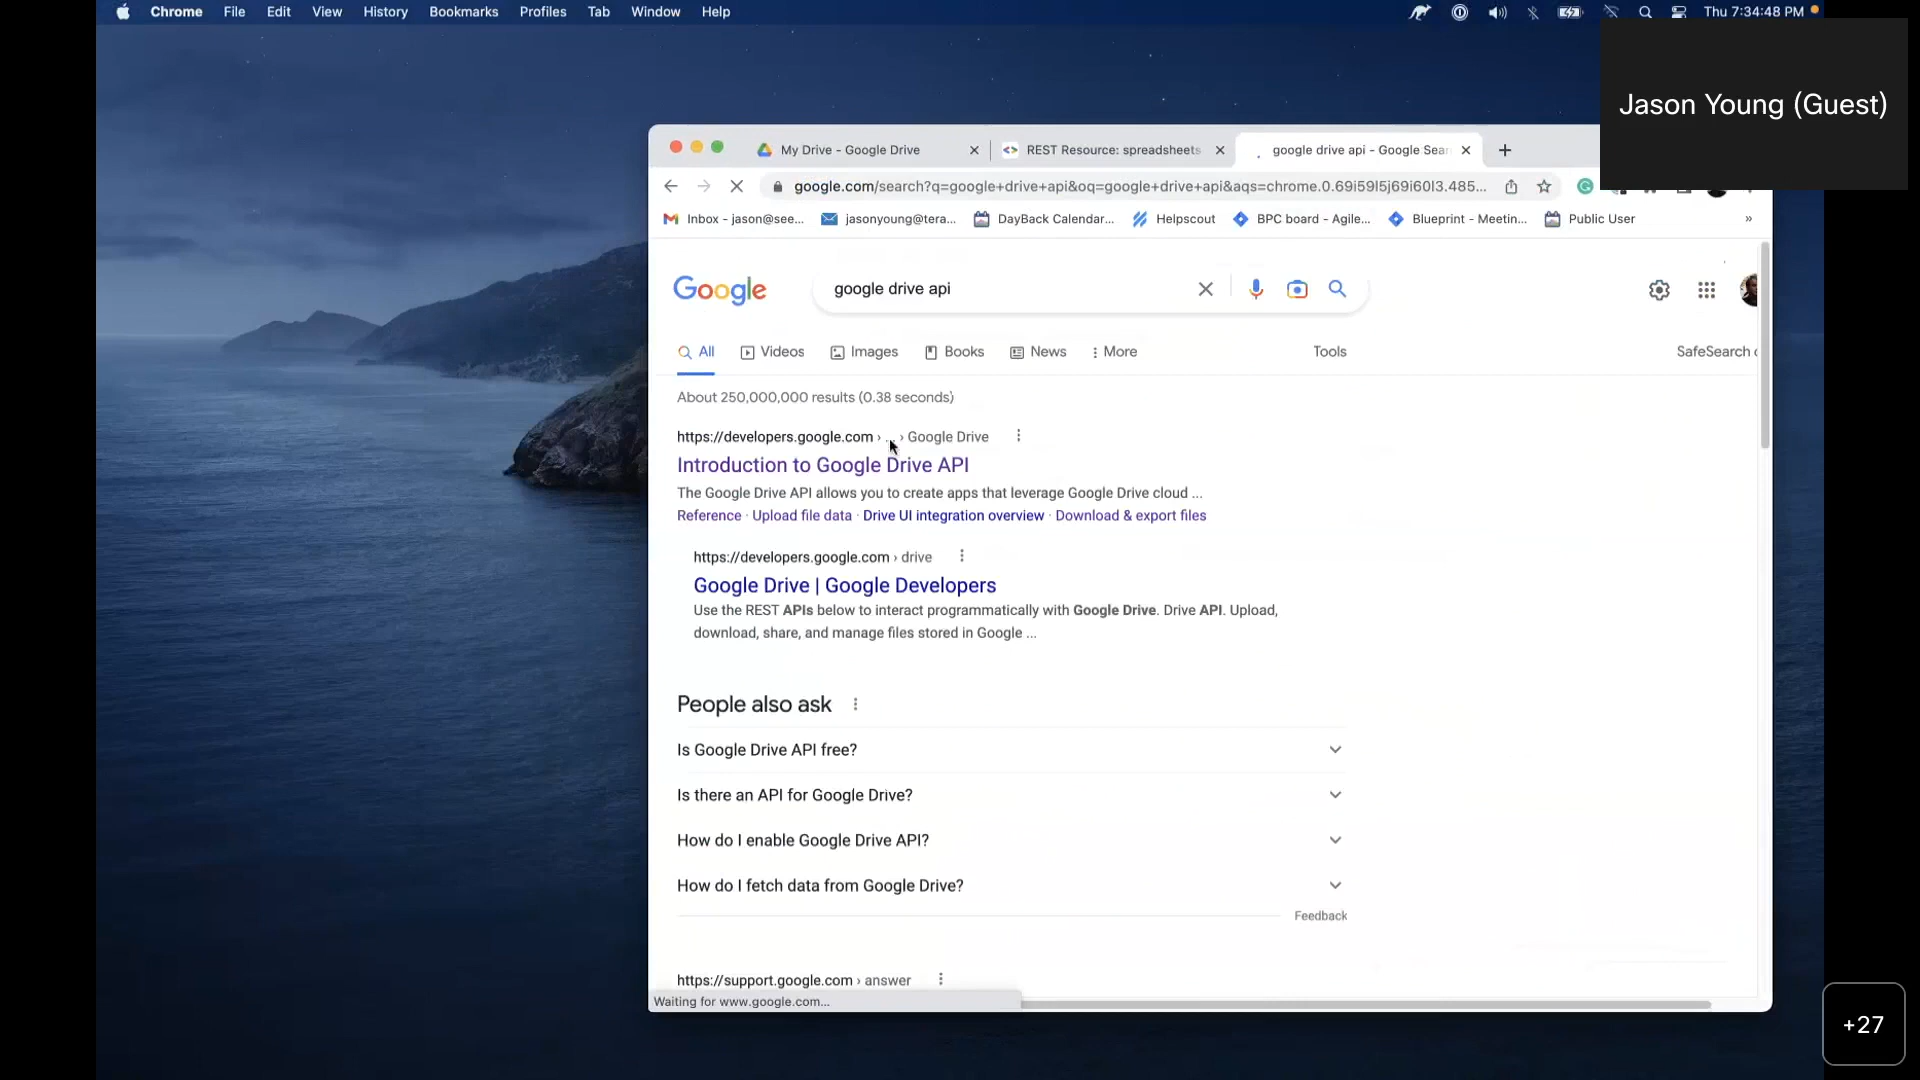 Chrome File Edit View History Bookmarks Profiles Tab Window Help
Thu 7:34:48 PM
Jason Young (Guest)
My Drive - Google Drive
REST Resource: spreadsheets
google drive api - Google Sear
google.com/search?q=google+drive+api&oq=google+drive+api&aqs=chrome.0.69i59l5j69i60l3.485...
Inbox - jason@see... jasonyoung@tera... DayBack Calendar... Helpscout BPC board - Agile... Blueprint - Meetin... Public User »
Google
google drive api
All Videos Images Books News More Tools SafeSearch
About 250,000,000 results (0.38 seconds)
https://developers.google.com › ... › Google Drive
Introduction to Google Drive API
The Google Drive API allows you to create apps that leverage Google Drive cloud ...
Reference · Upload file data · Drive UI integration overview · Download & export files
https://developers.google.com › drive
Google Drive | Google Developers
Use the REST APIs below to interact programmatically with Google Drive. Drive API. Upload,
download, share, and manage files stored in Google ...
People also ask
Is Google Drive API free?
Is there an API for Google Drive?
How do I enable Google Drive API?
How do I fetch data from Google Drive?
Feedback
https://support.google.com › answer
Waiting for www.google.com...
+27